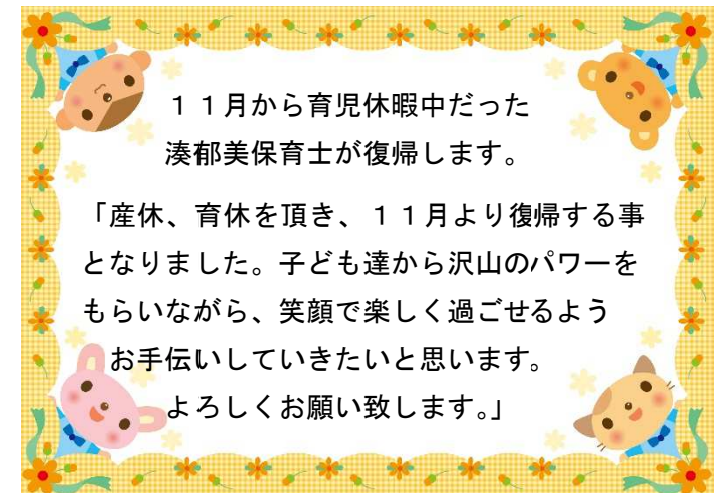 １１月から育児休暇中だった
湊郁美保育士が復帰します。
「産休、育休を頂き、１１月より復帰する事
となりました。子ども達から沢山のパワーを
もらいながら、笑顔で楽しく過ごせるよう
お手伝いしていきたいと思います。
よろしくお願い致します。」